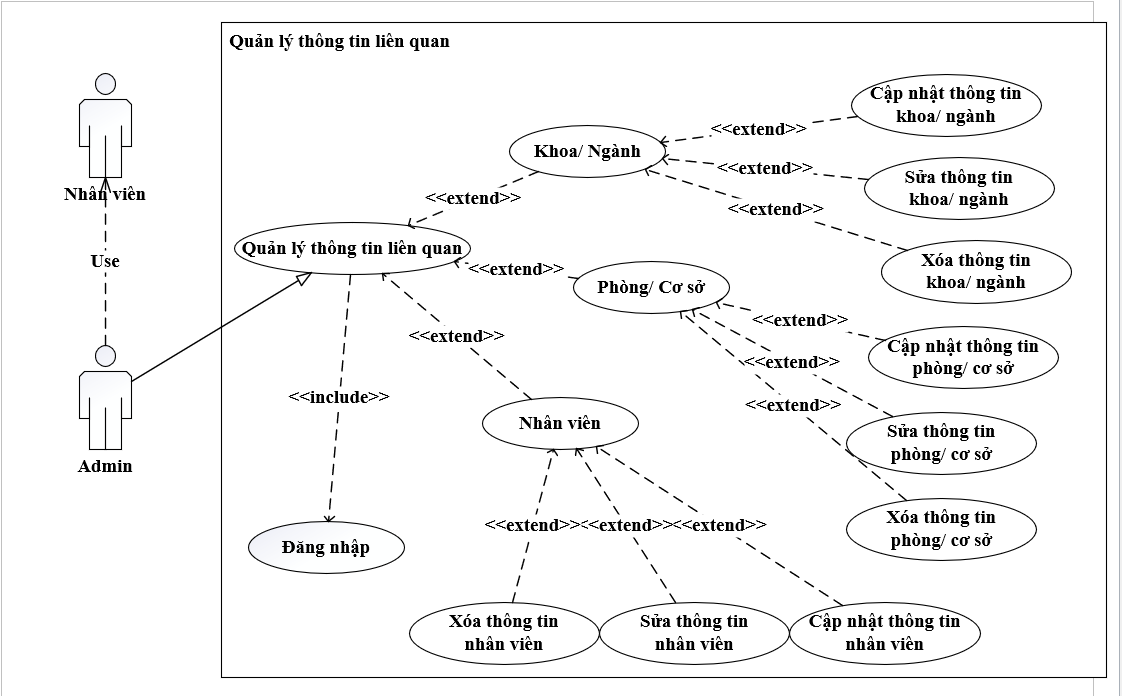 Quản lý thông tin liên quan
Nhân viên
Use
Admin
Quản lý thông tin liên quan
<<include>>
Đăng nhập
<<extend>>
Khoa/ Ngành
<<extend>>
Cập nhật thông tin
khoa/ ngành
<<extend>>
Sửa thông tin
khoa/ ngành
<<extend>>
Xóa thông tin
khoa/ ngành
<<extend>>
Phòng/ Cơ sở
<<extend>>
Cập nhật thông tin
phòng/ cơ sở
<<extend>>
Sửa thông tin
phòng/ cơ sở
<<extend>>
Xóa thông tin
phòng/ cơ sở
<<extend>>
Nhân viên
<<extend>><<extend>><<extend>>
Xóa thông tin
nhân viên
Sửa thông tin
nhân viên
Cập nhật thông tin
nhân viên